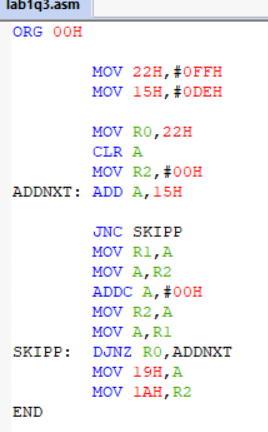 lab1q3.asm
ORG 00H
MOV 22H,#0FFH
MOV 15H,#0DEH
MOV R0,22H
CLR A
MOV R2,#00H
ADDNXT: ADD A,15H
JNC SKIPP
MOV R1,A
MOV A,R2
ADDC A,#00H
MOV R2,A
MOV A,R1
SKIPP: DJNZ R0,ADDNXT
MOV 19H,A
MOV 1AH,R2
END